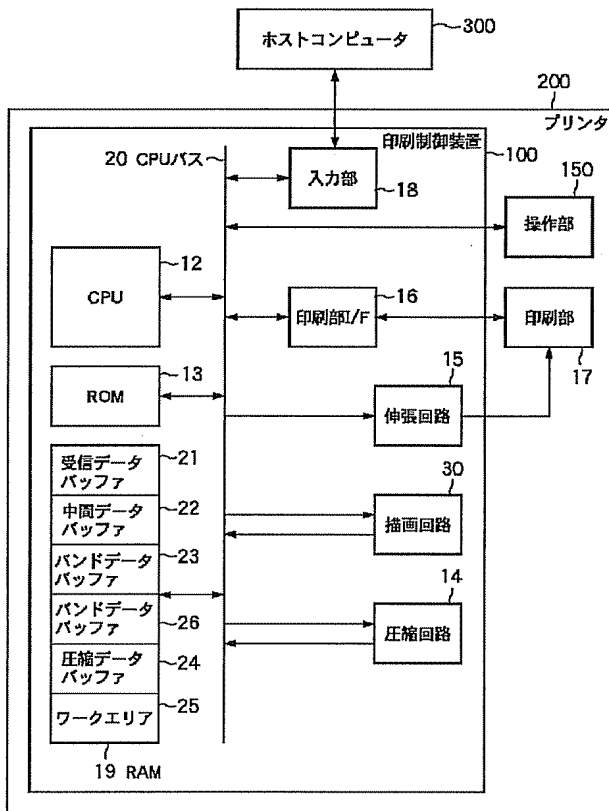 ホストコンピュータ
300
200
プリンタ
印刷制御装置
100
20 CPUバス
入力部
18
150
操作部
12
CPU
16
印刷部I/F
印刷部
17
13
ROM
15
伸張回路
受信データ
バッファ
21
中間データ
バッファ
22
30
描画回路
バンドデータ
バッファ
23
バンドデータ
バッファ
26
14
圧縮回路
圧縮データ
バッファ
24
ワークエリア
25
19 RAM